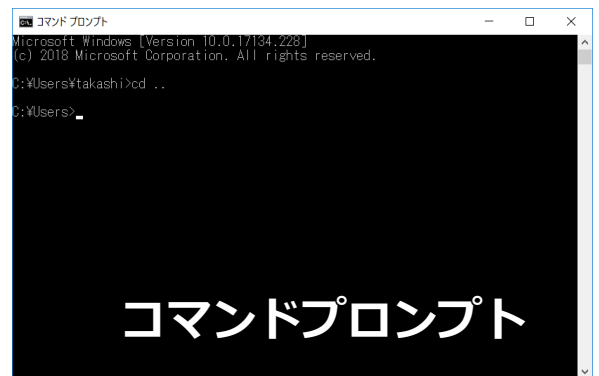 コマンド プロンプト
Microsoft Windows [Version 10.0.17134.228]
(c) 2018 Microsoft Corporation. All rights reserved.
C:¥Users¥takashi>cd ..
C:¥Users>
コマンドプロンプト